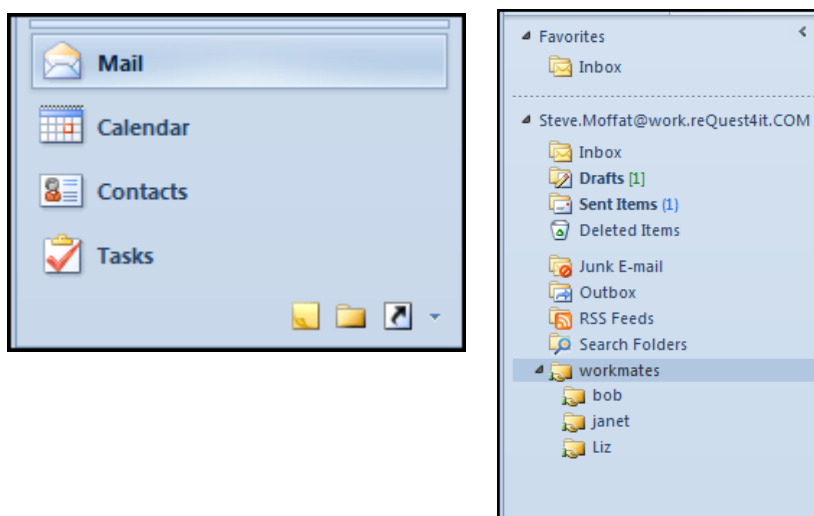 Mail
Calendar
Contacts
Tasks
Favorites
Inbox
Steve.Moffat@work.reQuest4it.COM
Inbox
Drafts [1]
Sent Items (1)
Deleted Items
Junk E-mail
Outbox
RSS Feeds
Search Folders
workmates
bob
janet
Liz